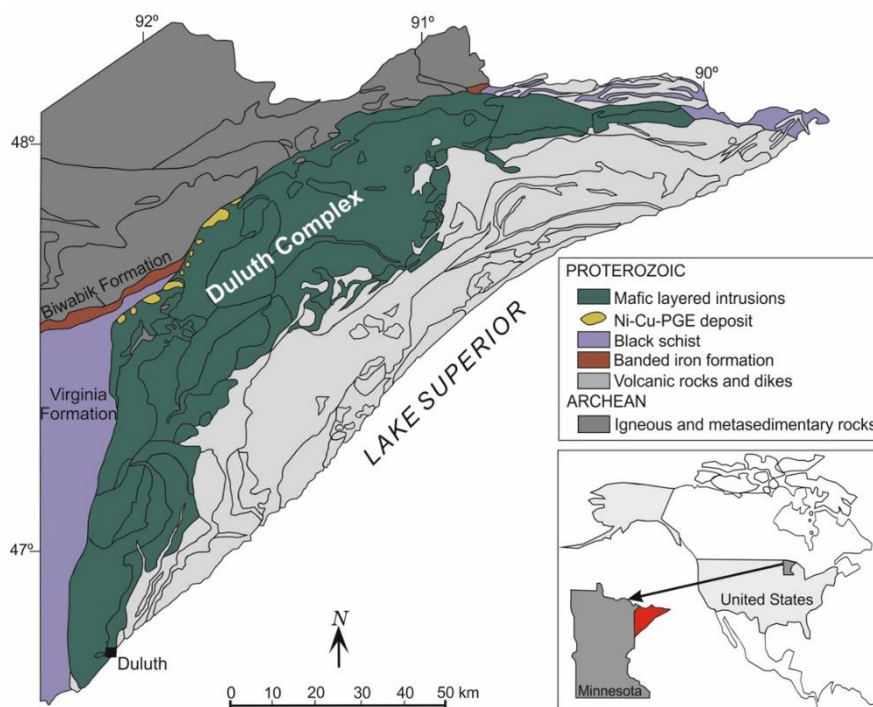 92º
91º
90º
48º
Duluth Complex
Biwabik Formation
PROTEROZOIC
Mafic layered intrusions
Ni-Cu-PGE deposit
Black schist
Banded iron formation
Volcanic rocks and dikes
ARCHEAN
Igneous and metasedimentary rocks
Virginia
Formation
LAKE SUPERIOR
47º
United States
Minnesota
N
Duluth
0 10 20 30 40 50 km